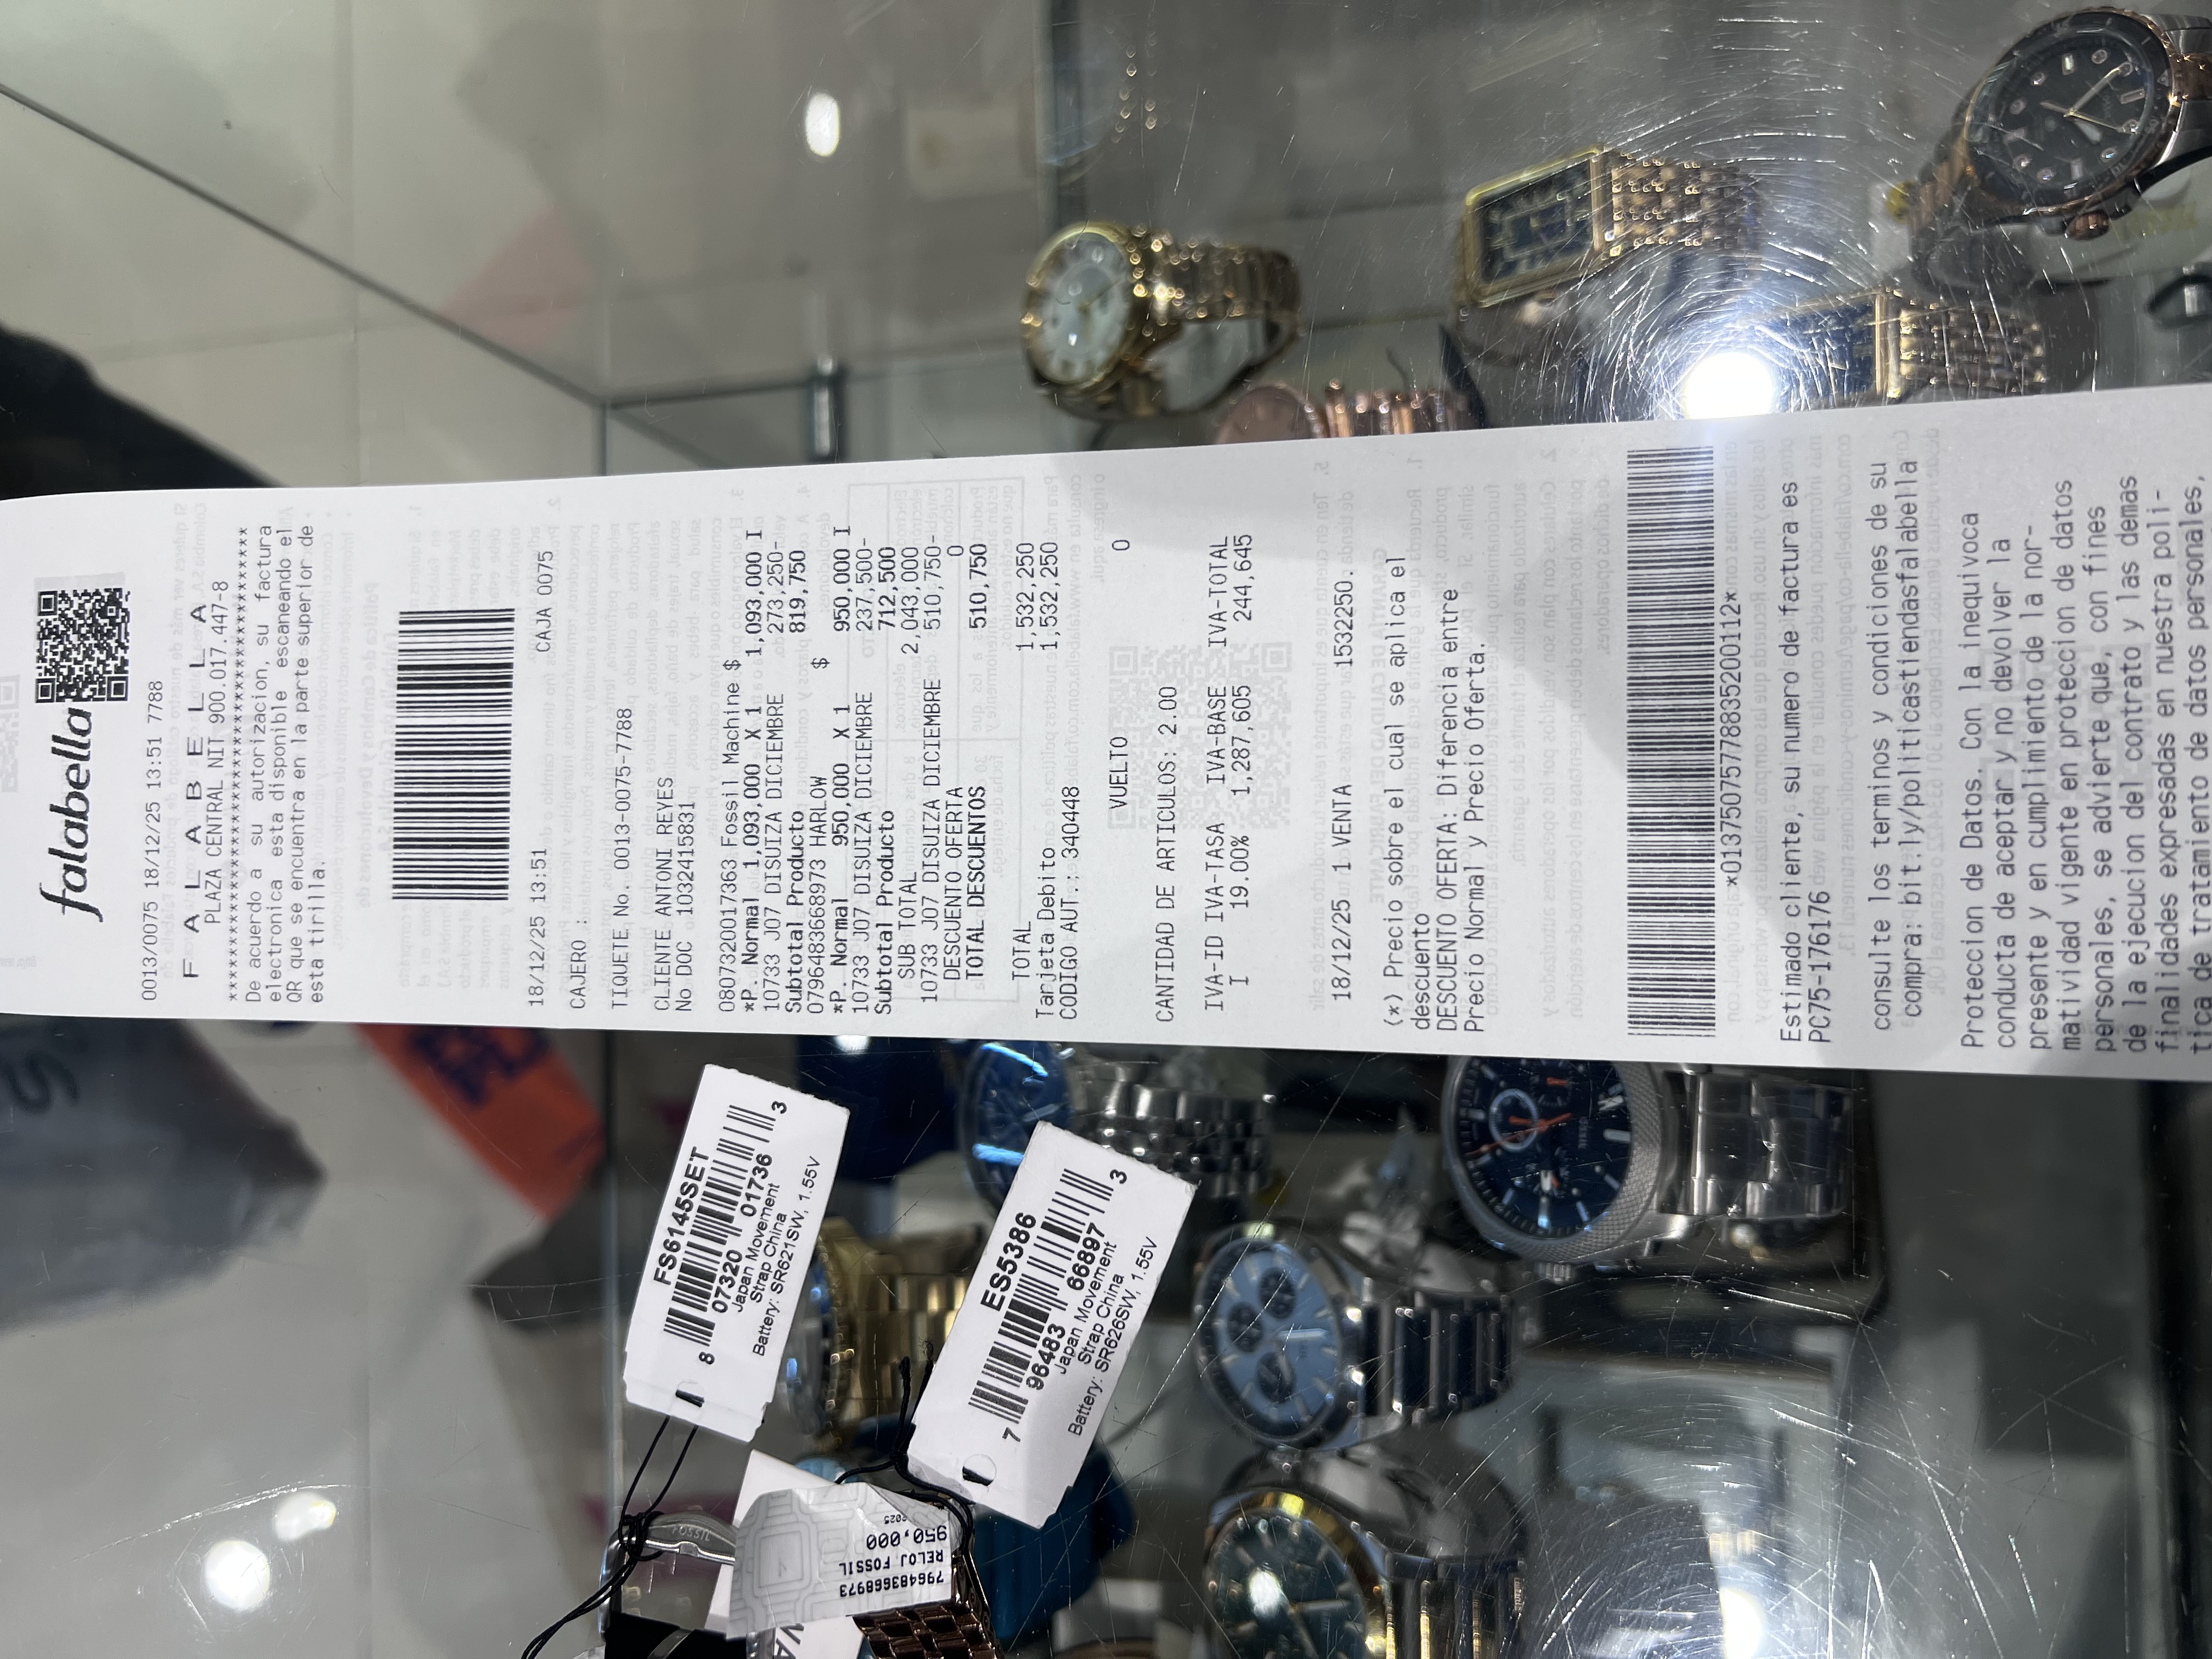 falabella
0013/0075 18/12/25 13:51 7788
F A L A B E L L A
PLAZA CENTRAL NIT 900.017.447-8
****************************************
De acuerdo a su autorizacion, su factura
electronica esta disponible escaneando el
QR que se encuentra en la parte superior de
esta tirilla.
18/12/25 13:51 CAJA 0075
CAJERO :
TIQUETE No. 0013-0075-7788
CLIENTE ANTONI REYES
No DOC 1032415831
0807320017363 Fossil Machine $
*P. Normal 1,093,000 X 1 1,093,000 I
10733 J07 DISUIZA DICIEMBRE 273,250-
Subtotal Producto 819,750
0796483668973 HARLOW $
*P. Normal 950,000 X 1 950,000 I
10733 J07 DISUIZA DICIEMBRE 237,500-
Subtotal Producto 712,500
SUB TOTAL 2,043,000
10733 J07 DISUIZA DICIEMBRE 510,750-
DESCUENTO OFERTA 0
TOTAL DESCUENTOS 510,750
TOTAL 1,532,250
Tarjeta Debito 1,532,250
CODIGO AUT.: 340448
VUELTO 0
CANTIDAD DE ARTICULOS: 2.00
IVA-ID IVA-TASA IVA-BASE IVA-TOTAL
I 19.00% 1,287,605 244,645
18/12/25 1 VENTA 1532250.
(*) Precio sobre el cual se aplica el
descuento
DESCUENTO OFERTA: Diferencia entre
Precio Normal y Precio Oferta.
*01375075778835200112*
Estimado cliente, su numero de factura es
PC75-176176
consulte los terminos y condiciones de su
compra: bit.ly/politicastiendasfalabella
Proteccion de Datos. Con la inequivoca
conducta de aceptar y no devolver la
presente y en cumplimiento de la nor-
matividad vigente en proteccion de datos
personales, se advierte que, con fines
de la ejecucion del contrato y las demas
finalidades expresadas en nuestra poli-
tica de tratamiento de datos personales,
FS6145SET
8 07320 01736 3
Japan Movement
Strap China
Battery: SR621SW, 1.55V
ES5386
7 96483 66897 3
Japan Movement
Strap China
Battery: SR626SW, 1.55V
796483668973
RELOJ FOSSIL
950,000
2025
FOSSIL